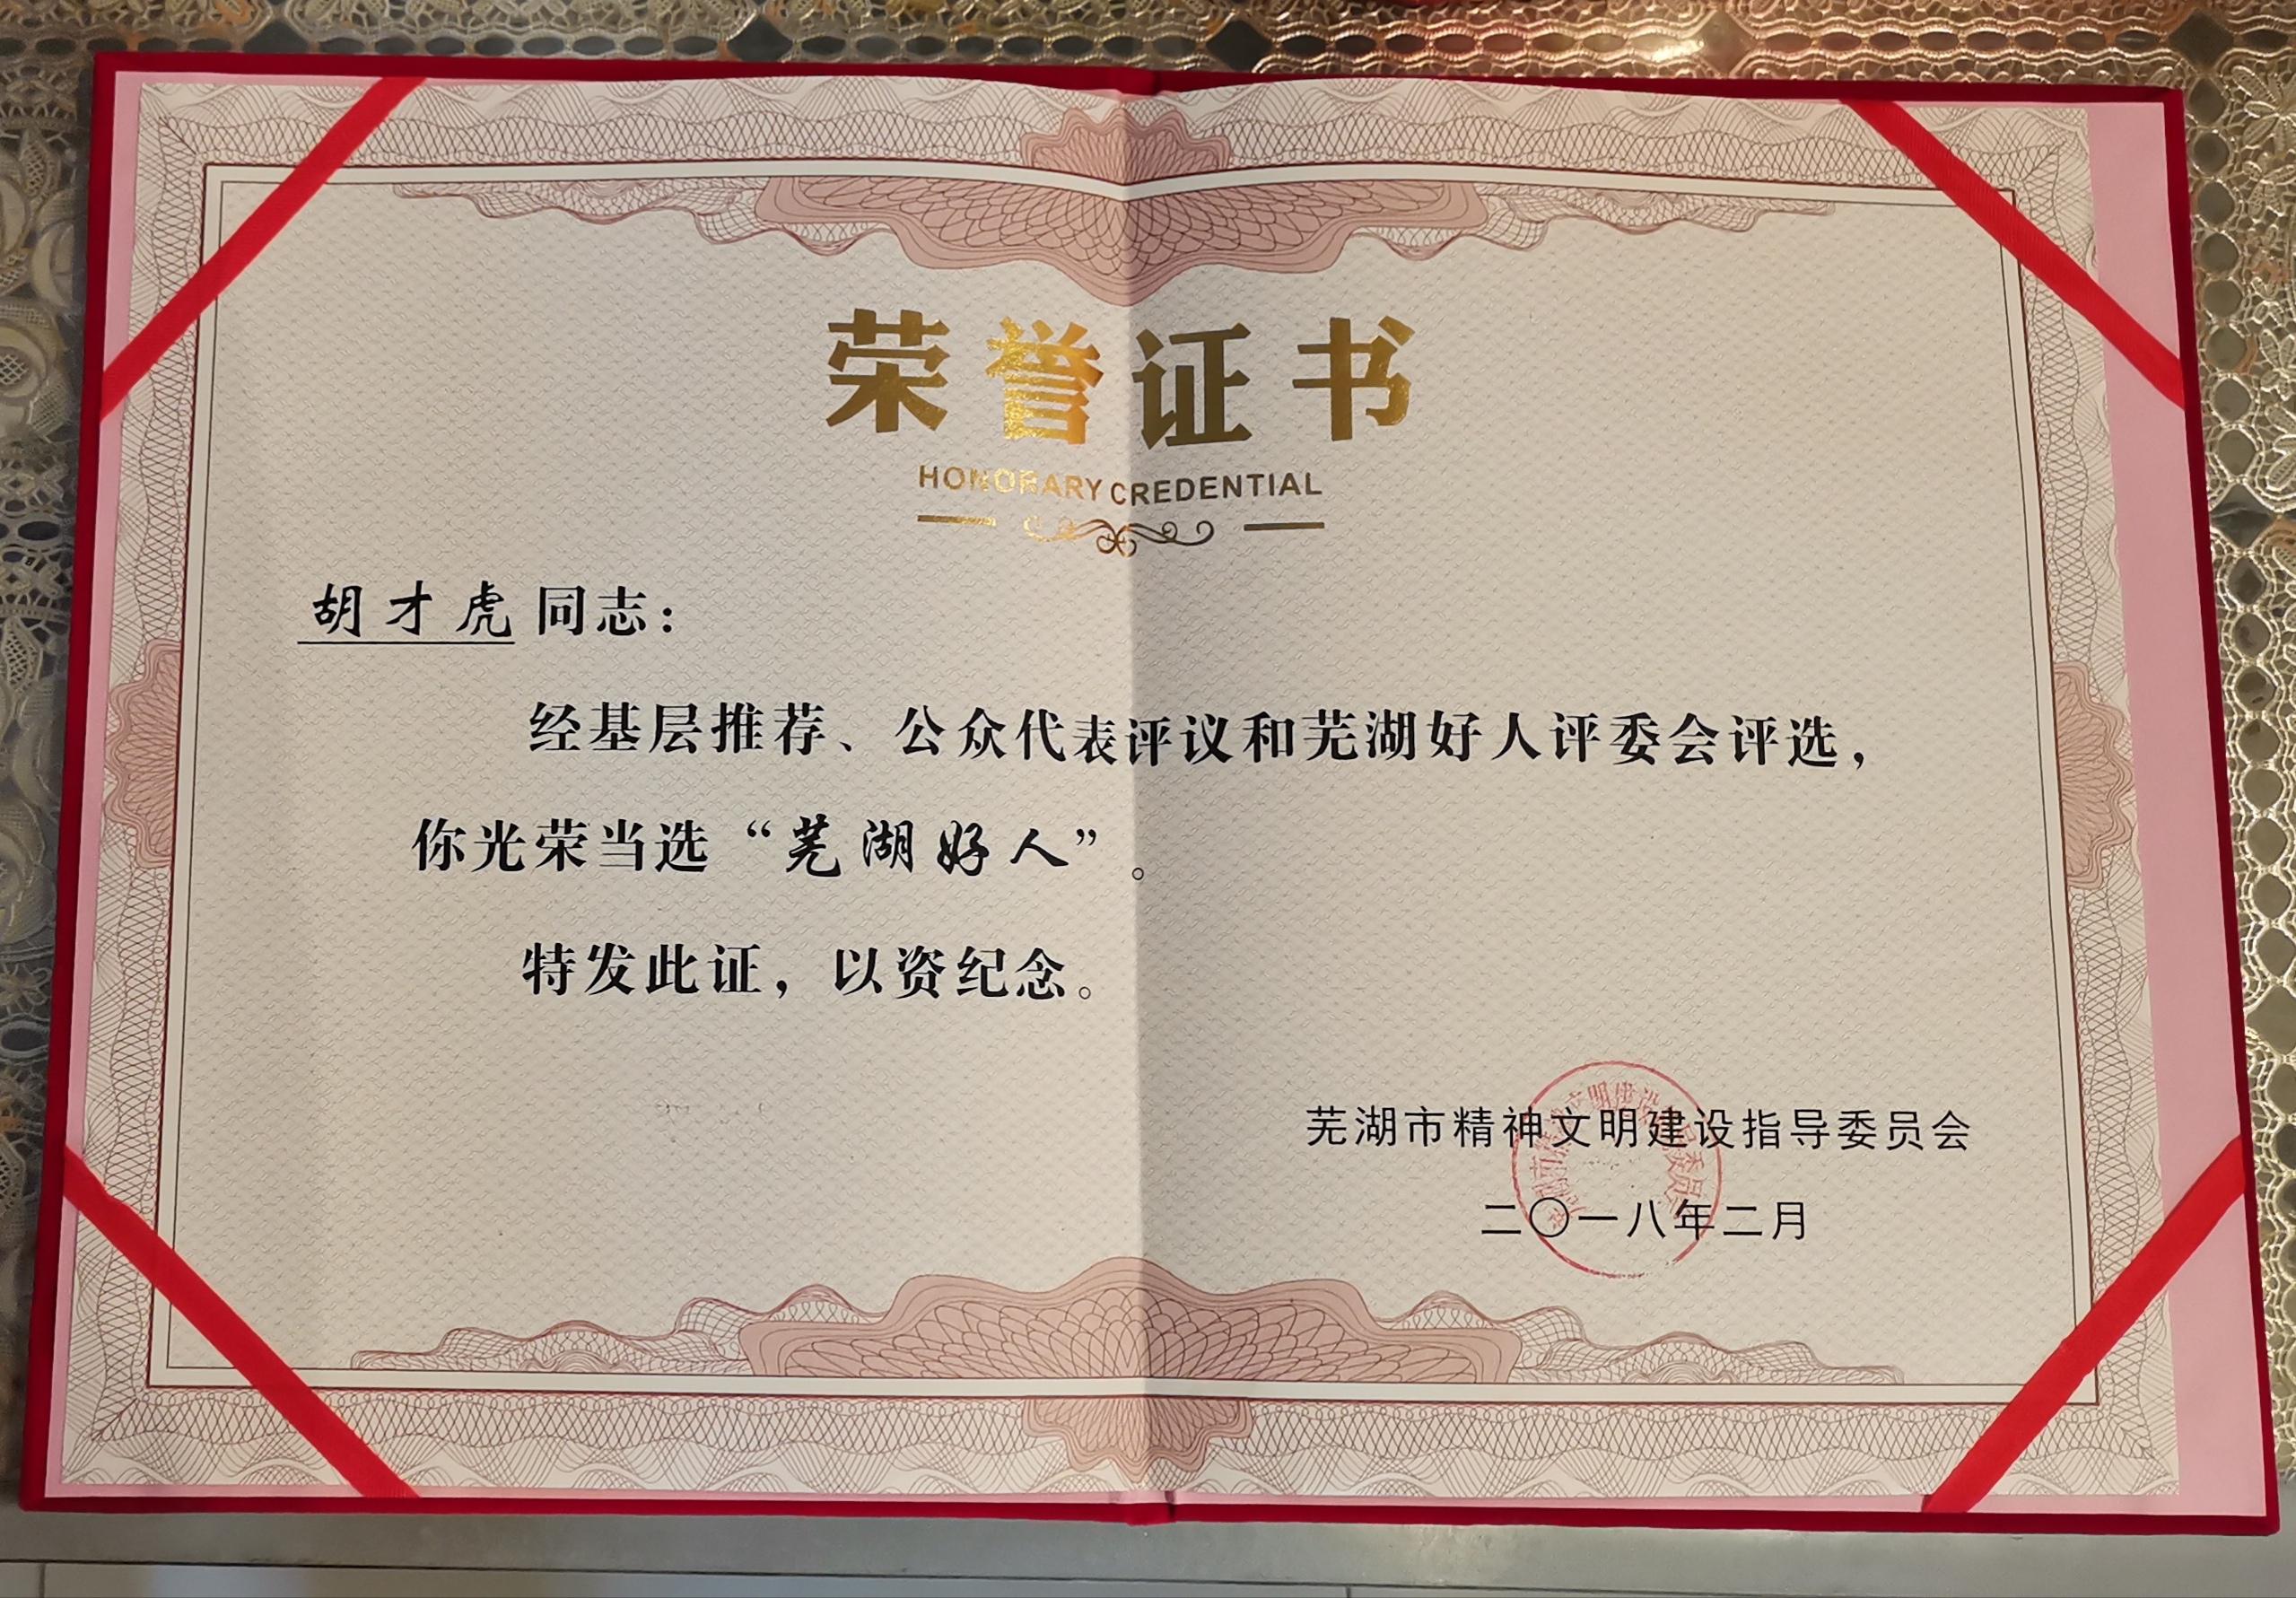 荣誉证书
HONORARY CREDENTIAL
胡才虎同志：
经基层推荐、公众代表评议和芜湖好人评委会评选，
你光荣当选“芜湖好人”。
特发此证，以资纪念。
芜湖市精神文明建设指导委员会
二〇一八年二月